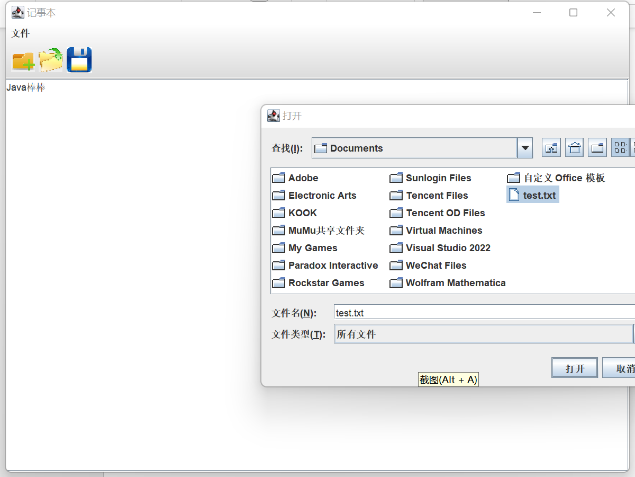 记事本
文件
Java棒棒
打开
查找(I):
Documents
Adobe
Sunlogin Files
自定义 Office 模板
Electronic Arts
Tencent Files
test.txt
KOOK
Tencent OD Files
MuMu共享文件夹
Virtual Machines
My Games
Visual Studio 2022
Paradox Interactive
WeChat Files
Rockstar Games
Wolfram Mathematica
文件名(N):
test.txt
文件类型(T):
所有文件
打开
取消
截图(Alt + A)